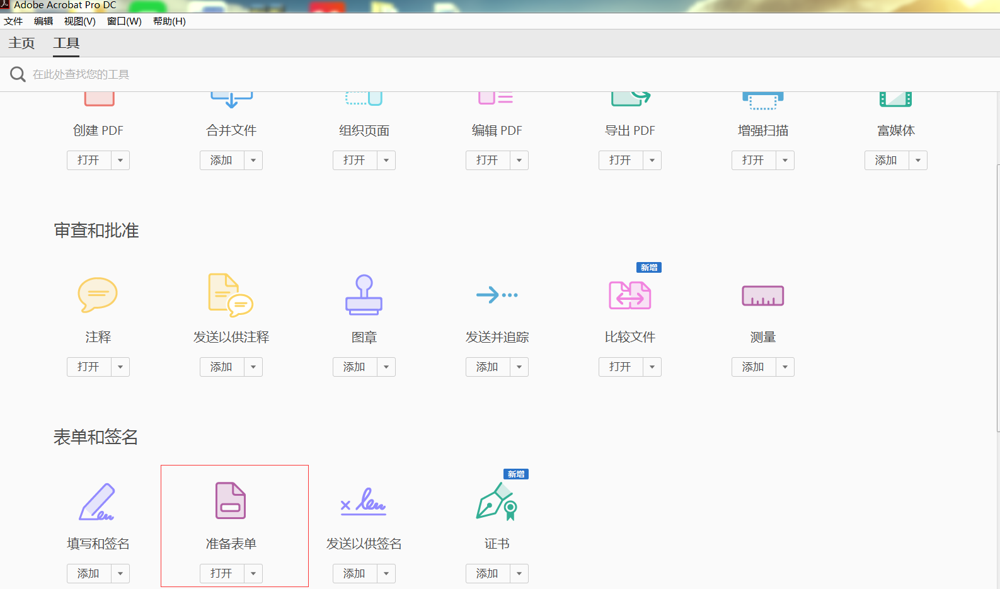 Adobe Acrobat Pro DC
文件 编辑 视图(V) 窗口(W) 帮助(H)
主页 工具
在此处查找您的工具
创建 PDF 合并文件 组织页面 编辑 PDF 导出 PDF 增强扫描 富媒体
打开 添加 打开 打开 打开 打开 添加
审查和批准
新增
注释 发送以供注释 图章 发送并追踪 比较文件 测量
打开 添加 添加 添加 打开 添加
表单和签名
新增
填写和签名 准备表单 发送以供签名 证书
添加 打开 添加 添加